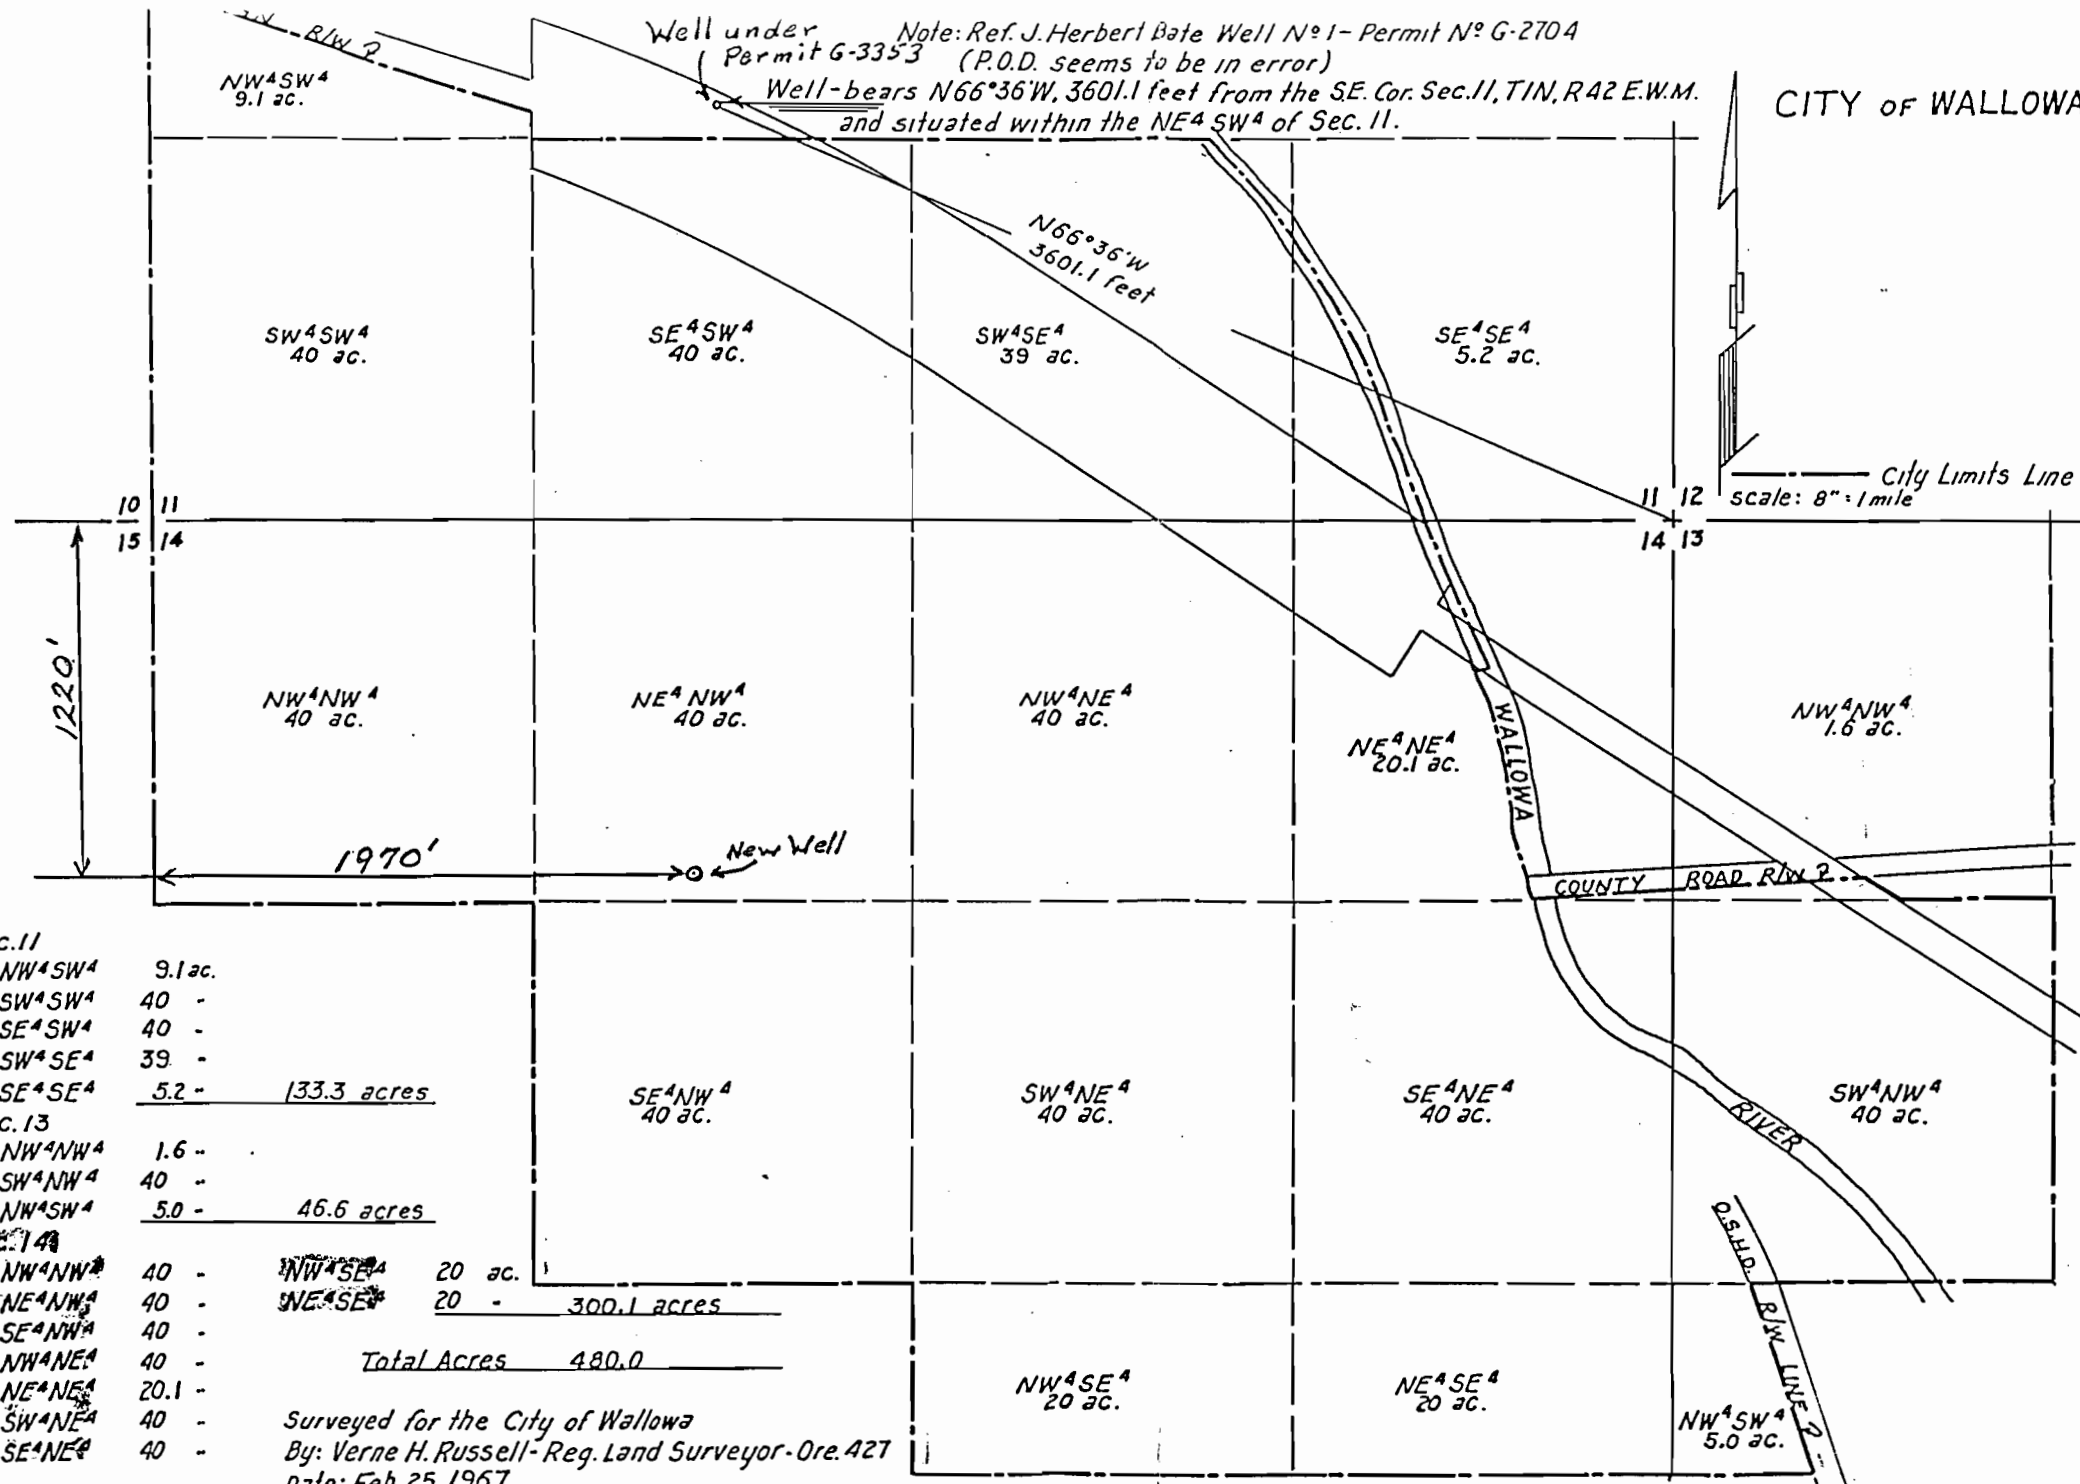 R/W
Well under
Permit G-3353
Note: Ref. J. Herbert Bate Well Nº 1 - Permit Nº G-2704
(P.O.D. seems to be in error)
Well - bears N66°36'W, 3601.1 feet from the S.E. Cor. Sec. 11, T1N, R42 E.W.M.
and situated within the NE4 SW4 of Sec. 11.
CITY OF WALLOWA
NW4SW4
9.1 ac.
N66°36'W
3601.1 feet
SW4SW4
40 ac.
SE4SW4
40 ac.
SW4SE4
39 ac.
SE4SE4
5.2 ac.
City Limits Line
scale: 8" = 1 mile
10 11
15 14
11 12
14 13
1220'
NW4NW4
40 ac.
NE4NW4
40 ac.
NW4NE4
40 ac.
NE4NE4
20.1 ac.
NW4NW4
1.6 ac.
WALLOWA
1970'
New Well
COUNTY ROAD R/W
SE4NW4
40 ac.
SW4NE4
40 ac.
SE4NE4
40 ac.
SW4NW4
40 ac.
RIVER
O.S.H.D. R/W LINE
NW4SE4
20 ac.
NE4SE4
20 ac.
NW4SW4
5.0 ac.
c. 11
NW4SW4 9.1 ac.
SW4SW4 40 -
SE4SW4 40 -
SW4SE4 39 -
SE4SE4 5.2 - 133.3 acres
c. 13
NW4NW4 1.6 -
SW4NW4 40 -
NW4SW4 5.0 - 46.6 acres
14
NW4NW4 40 - NW4SE4 20 ac.
NE4NW4 40 - NE4SE4 20 - 300.1 acres
SE4NW4 40 -
NW4NE4 40 - Total Acres 480.0
NE4NE4 20.1 -
SW4NE4 40 -
SE4NE4 40 -
Surveyed for the City of Wallowa
By: Verne H. Russell - Reg. Land Surveyor - Ore. 427
Date: Feb. 25, 1967